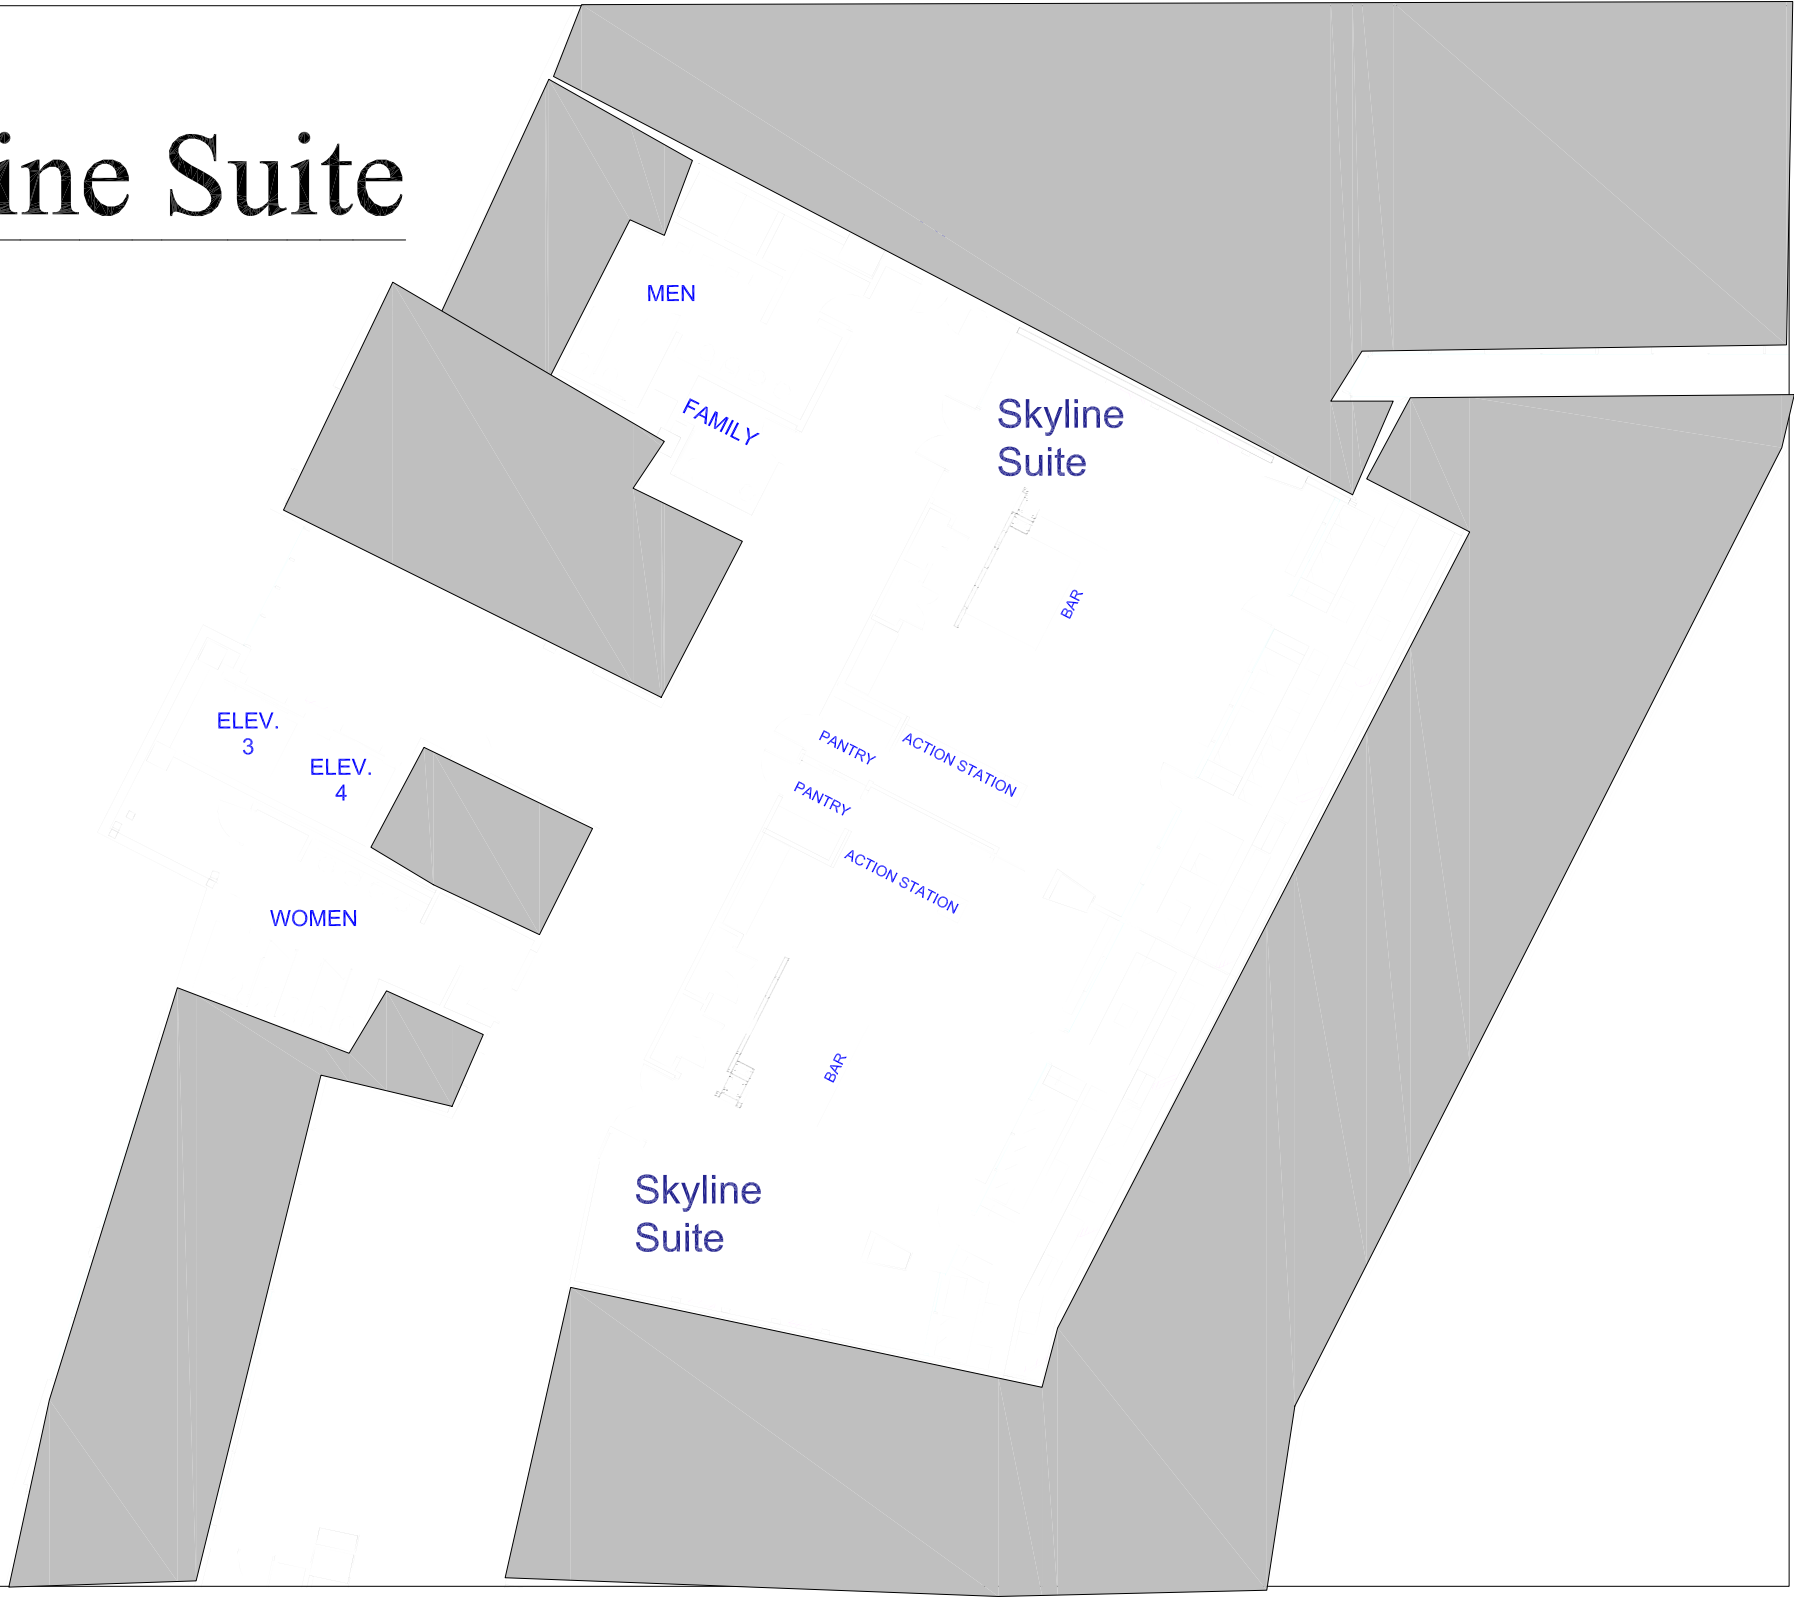 ine Suite
MEN
FAMILY
Skyline
Suite
BAR
ELEV.
3
ELEV.
4
PANTRY
ACTION STATION
PANTRY
ACTION STATION
WOMEN
BAR
Skyline
Suite